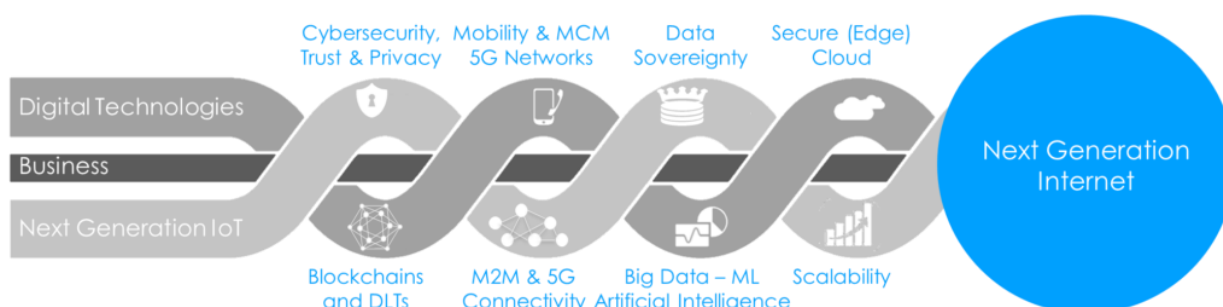 Cybersecurity,
Trust & Privacy
Mobility & MCM
5G Networks
Data
Sovereignty
Secure (Edge)
Cloud
Digital Technologies
Business
Next Generation IoT
Next Generation
Internet
Blockchains
and DLTs
M2M & 5G
Connectivity
Big Data – ML
Artificial Intelligence
Scalability